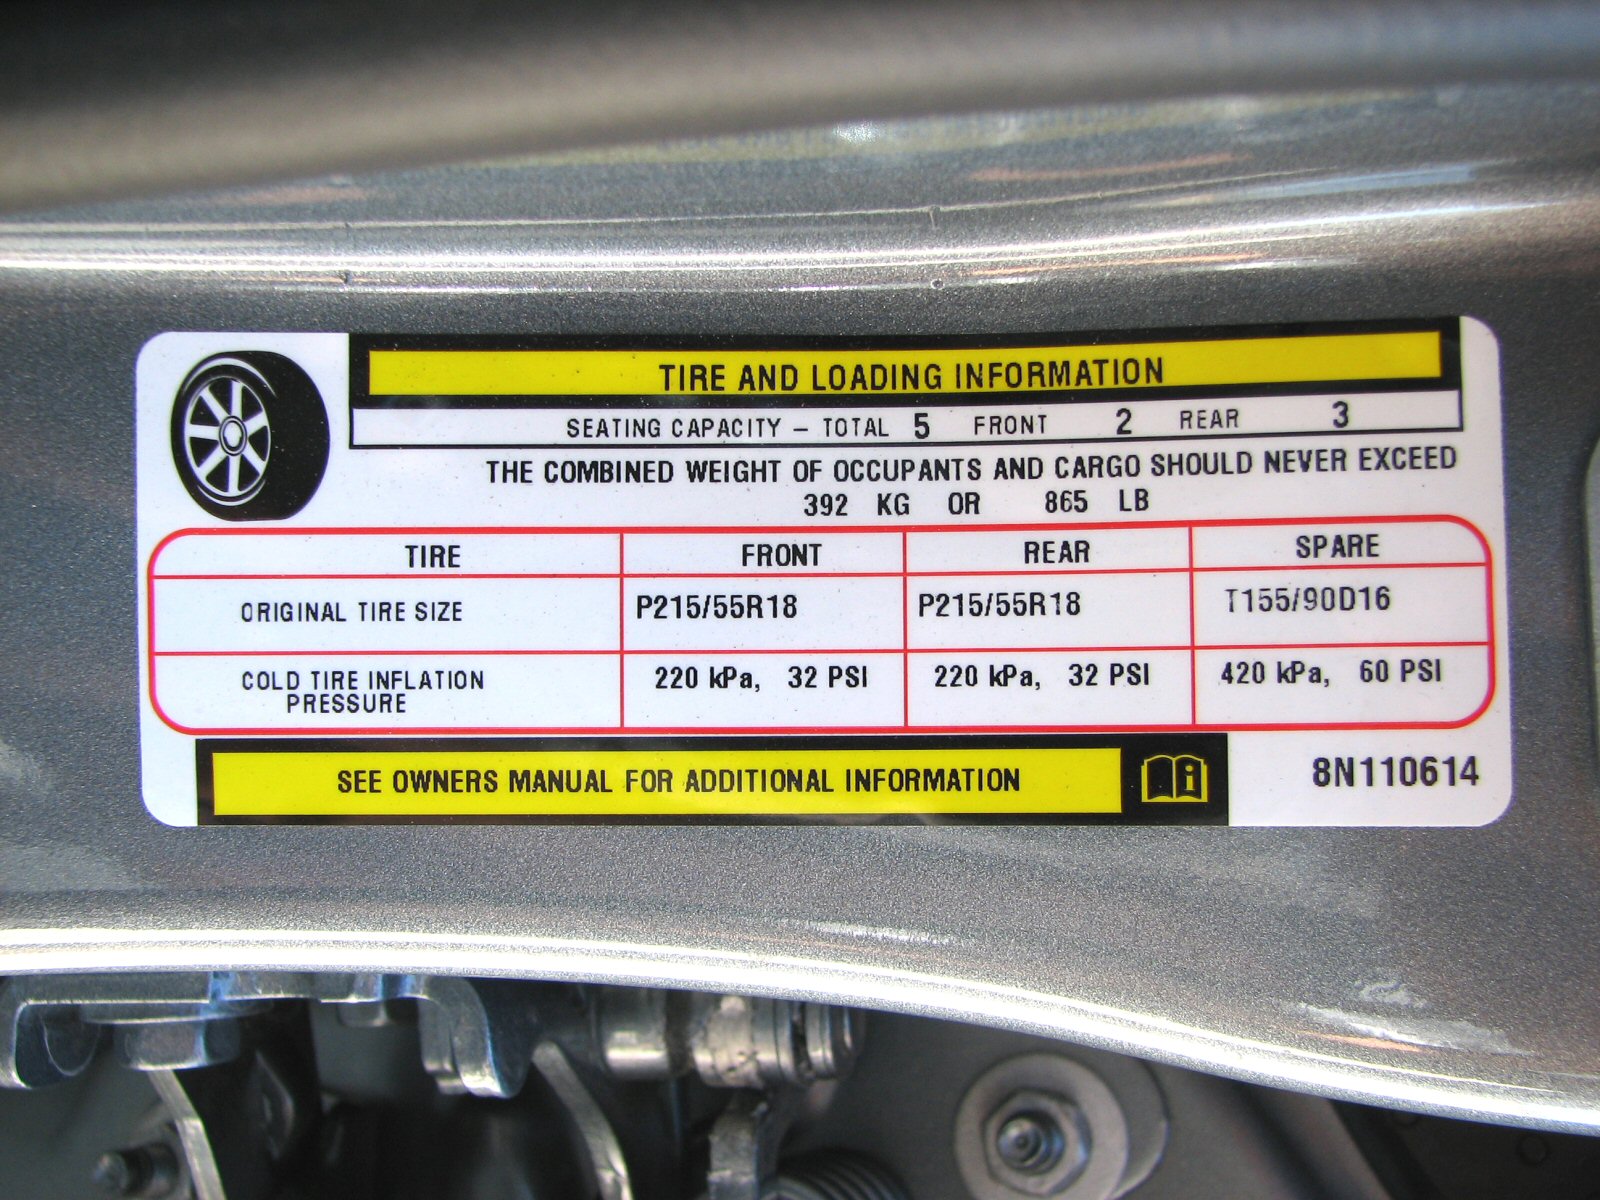 TIRE AND LOADING INFORMATION
SEATING CAPACITY – TOTAL 5 FRONT 2 REAR 3
THE COMBINED WEIGHT OF OCCUPANTS AND CARGO SHOULD NEVER EXCEED
392 KG OR 865 LB
TIRE FRONT REAR SPARE
ORIGINAL TIRE SIZE P215/55R18 P215/55R18 T155/90D16
COLD TIRE INFLATION PRESSURE 220 kPa, 32 PSI 220 kPa, 32 PSI 420 kPa, 60 PSI
SEE OWNERS MANUAL FOR ADDITIONAL INFORMATION
8N110614